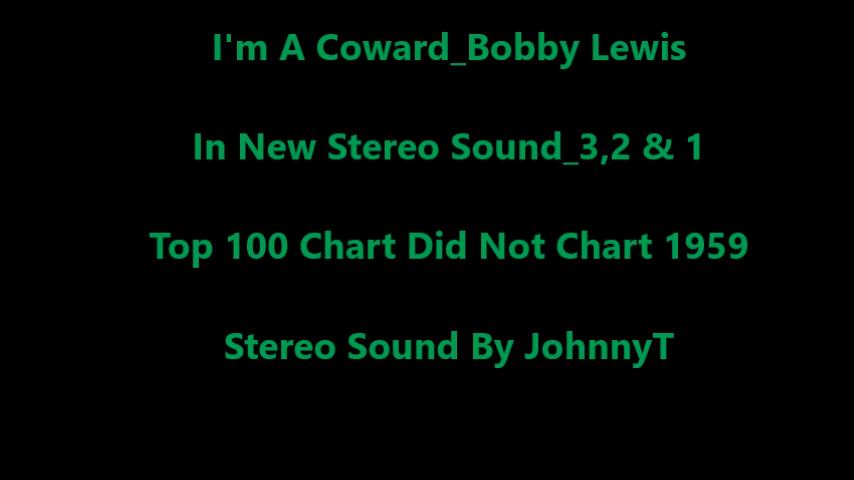 I'm A Coward_Bobby Lewis
In New Stereo Sound_3,2 & 1
Top 100 Chart Did Not Chart 1959
Stereo Sound By JohnnyT